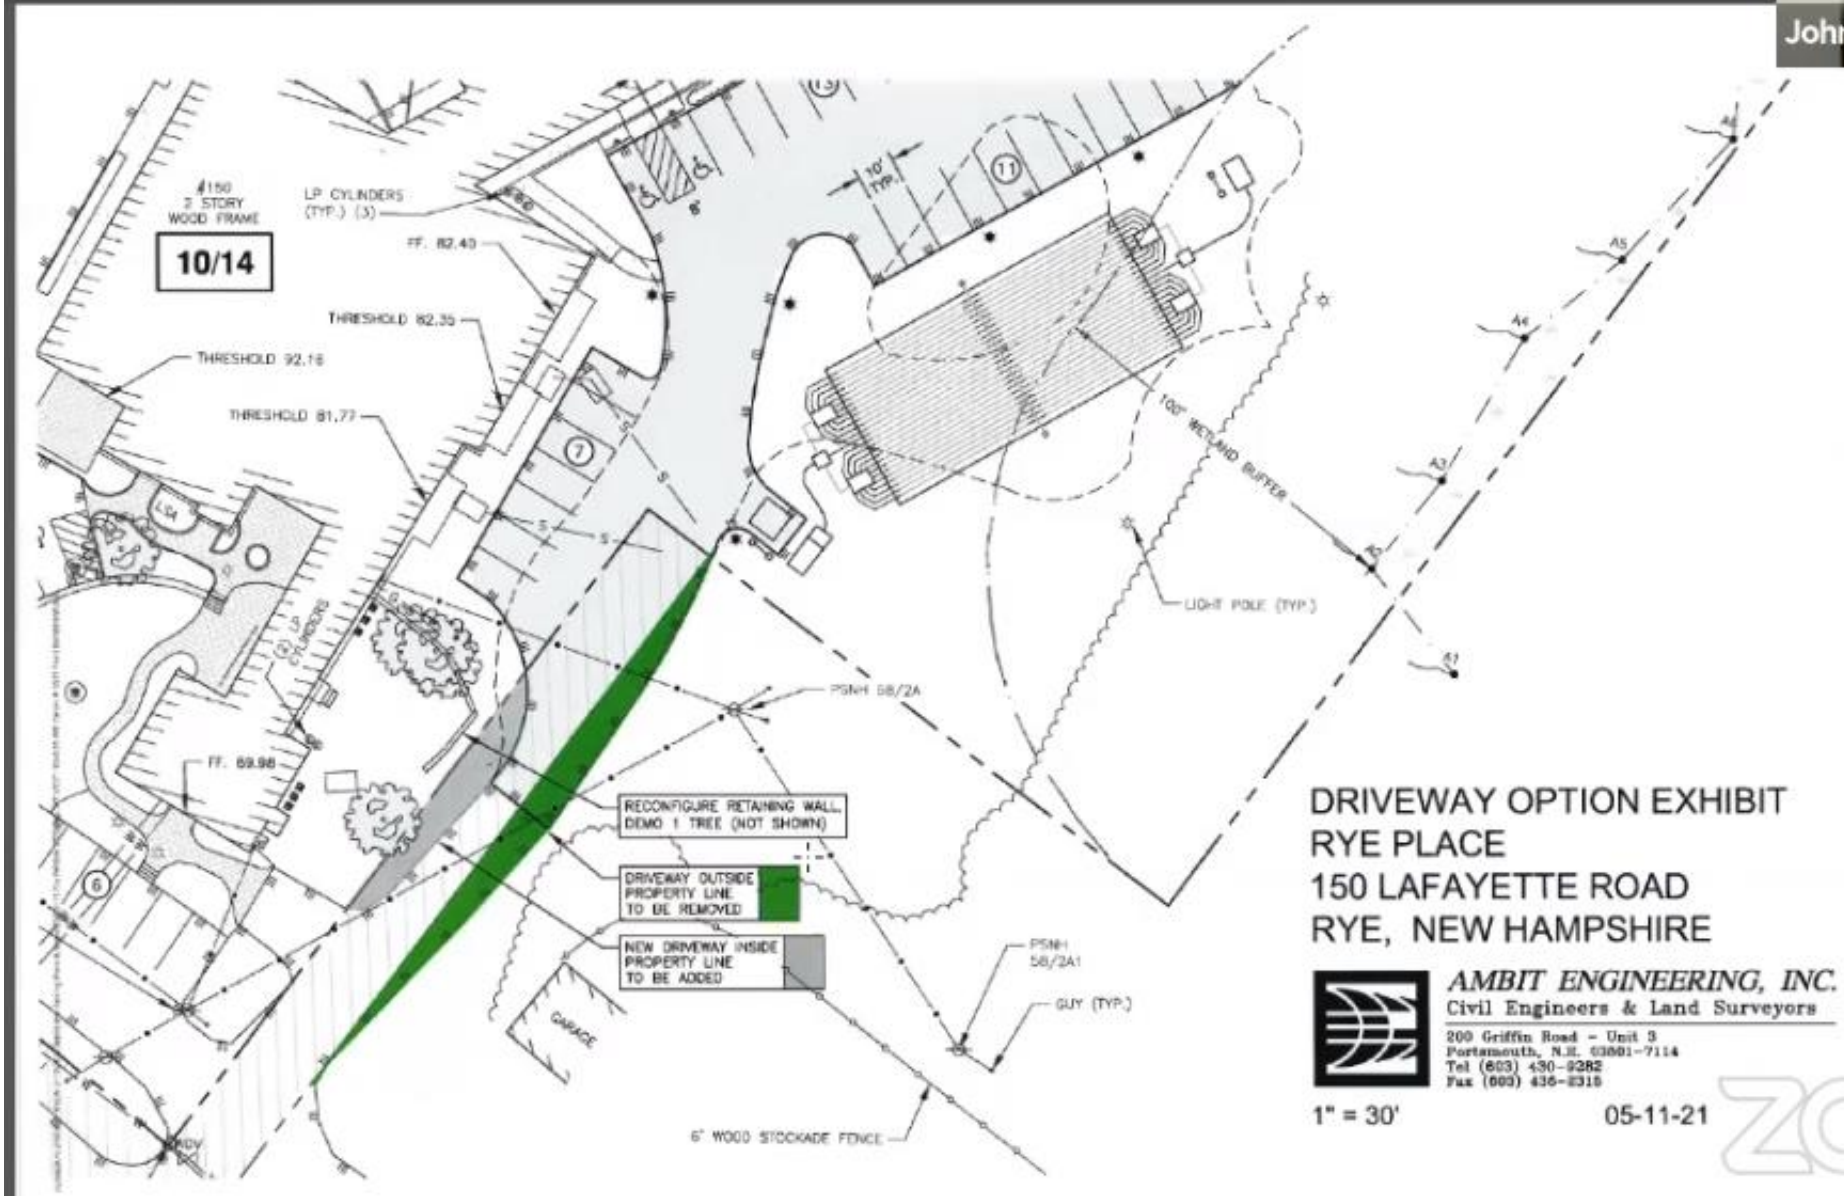 John
13
10'
TYP.
11
8'
4150
2 STORY
WOOD FRAME
10/14
LP CYLINDERS
(TYP.) (3)
FF. 82.40
THRESHOLD 82.35
THRESHOLD 92.16
THRESHOLD 81.77
7
S
S
S
S
LSA
(2) LP
CYLINDERS
G
100' WETLAND BUFFER
A6
A5
A4
A3
A2
A1
LIGHT POLE (TYP.)
PSNH 58/2A
FF. 89.98
6
RECONFIGURE RETAINING WALL.
DEMO 1 TREE (NOT SHOWN)
DRIVEWAY OUTSIDE
PROPERTY LINE
TO BE REMOVED
NEW DRIVEWAY INSIDE
PROPERTY LINE
TO BE ADDED
GARAGE
PSNH
58/2A1
GUY (TYP.)
6' WOOD STOCKADE FENCE
DRIVEWAY OPTION EXHIBIT
RYE PLACE
150 LAFAYETTE ROAD
RYE, NEW HAMPSHIRE
AMBIT ENGINEERING, INC.
Civil Engineers & Land Surveyors
200 Griffin Road - Unit 3
Portsmouth, N.H. 03801-7114
Tel (603) 430-9282
Fax (603) 436-2315
1" = 30'
05-11-21
ZO